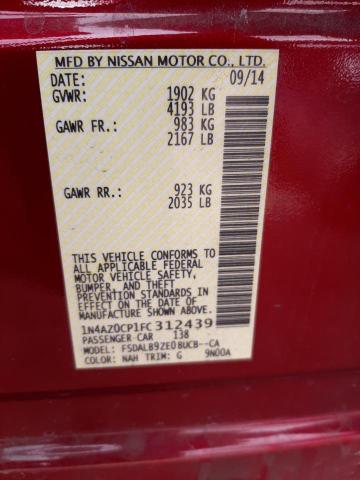 MFD BY NISSAN MOTOR CO., LTD.
DATE: 09/14
GVWR: 1902 KG
4193 LB
GAWR FR: 983 KG
2167 LB
GAWR RR: 923 KG
2035 LB
THIS VEHICLE CONFORMS TO
ALL APPLICABLE FEDERAL
MOTOR VEHICLE SAFETY,
BUMPER, AND THEFT
PREVENTION STANDARDS IN
EFFECT ON THE DATE OF
MANUFACTURE SHOWN ABOVE.
1N4AZ0CP1FC312439
PASSENGER CAR 138
MODEL: FSDALB9ZE08UCB--CA
COLOR: NAH TRIM: G 9N00A